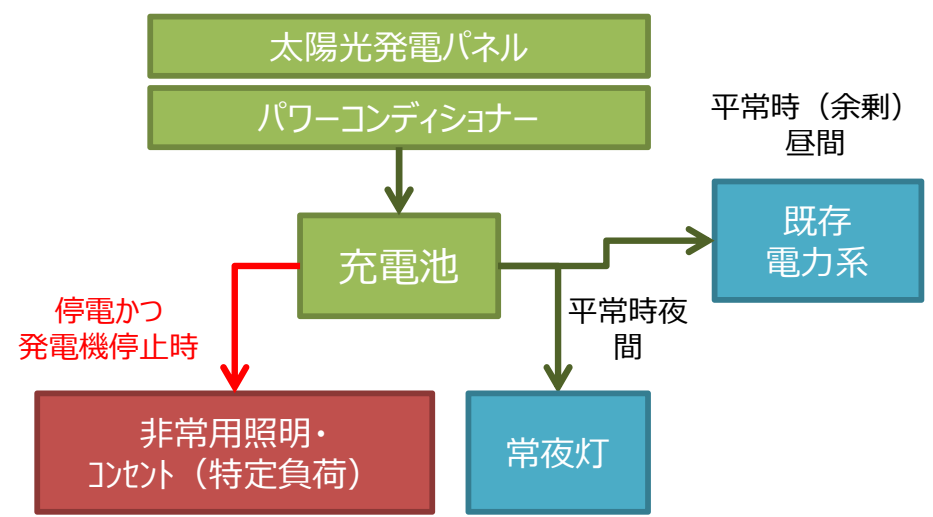 太陽光発電パネル
パワーコンディショナー
平常時（余剰）
昼間
既存
電力系
充電池
停電かつ
発電機停止時
平常時夜
間
非常用照明・
コンセント（特定負荷）
常夜灯